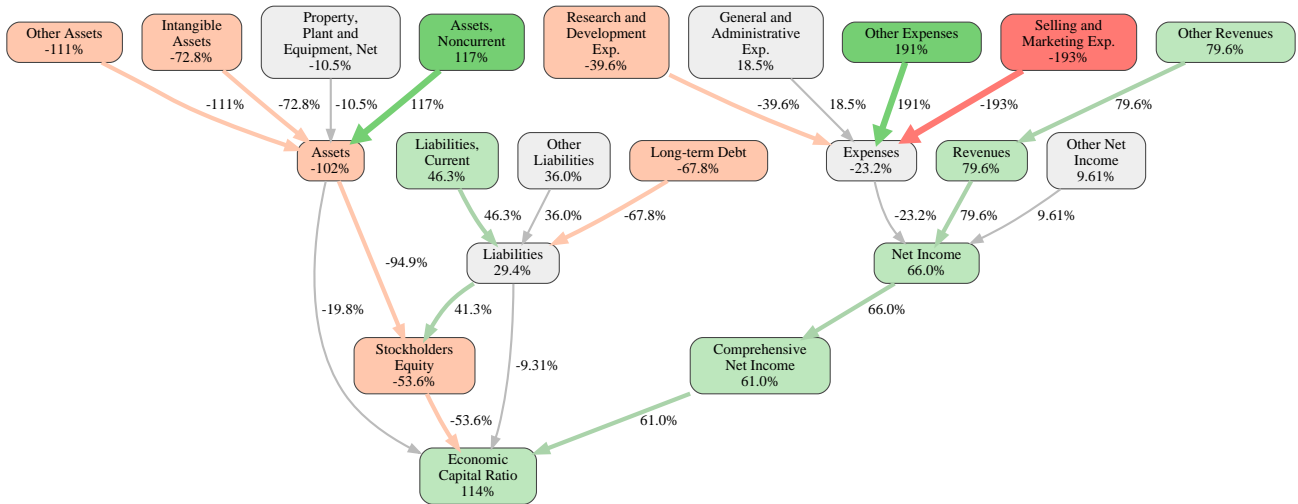 Other Assets
-111%
Intangible
Assets
-72.8%
Property,
Plant and
Equipment, Net
-10.5%
Assets,
Noncurrent
117%
Research and
Development
Exp.
-39.6%
General and
Administrative
Exp.
18.5%
Other Expenses
191%
Selling and
Marketing Exp.
-193%
Other Revenues
79.6%
-111%
-72.8%
-10.5%
117%
-39.6%
18.5%
191%
-193%
79.6%
Assets
-102%
Liabilities,
Current
46.3%
Other
Liabilities
36.0%
Long-term Debt
-67.8%
Expenses
-23.2%
Revenues
79.6%
Other Net
Income
9.61%
46.3%
36.0%
-67.8%
-23.2%
79.6%
9.61%
-94.9%
Liabilities
29.4%
Net Income
66.0%
-19.8%
41.3%
66.0%
Stockholders
Equity
-53.6%
-9.31%
Comprehensive
Net Income
61.0%
-53.6%
61.0%
Economic
Capital Ratio
114%